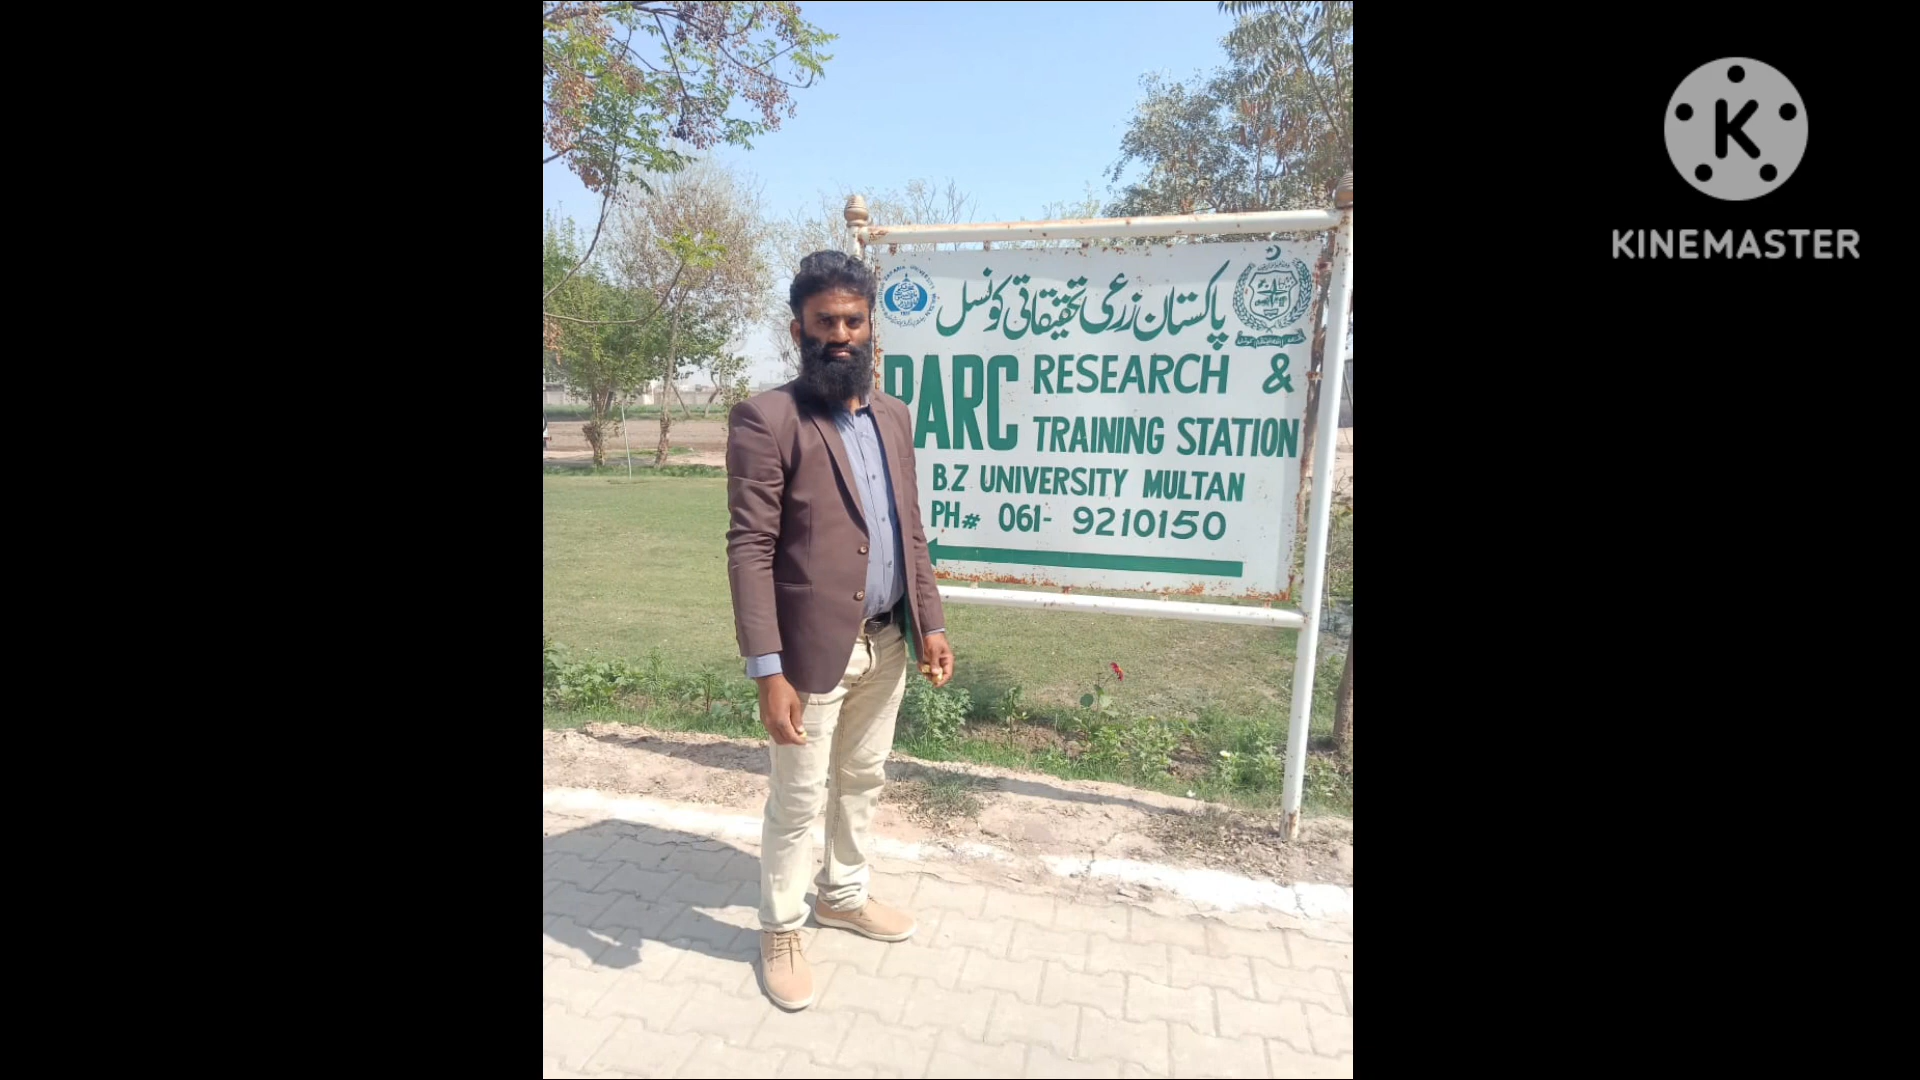 پاکستان زرعی تحقیقاتی کونسل
PARC RESEARCH &
TRAINING STATION
B.Z UNIVERSITY MULTAN
PH# 061- 9210150
KINEMASTER